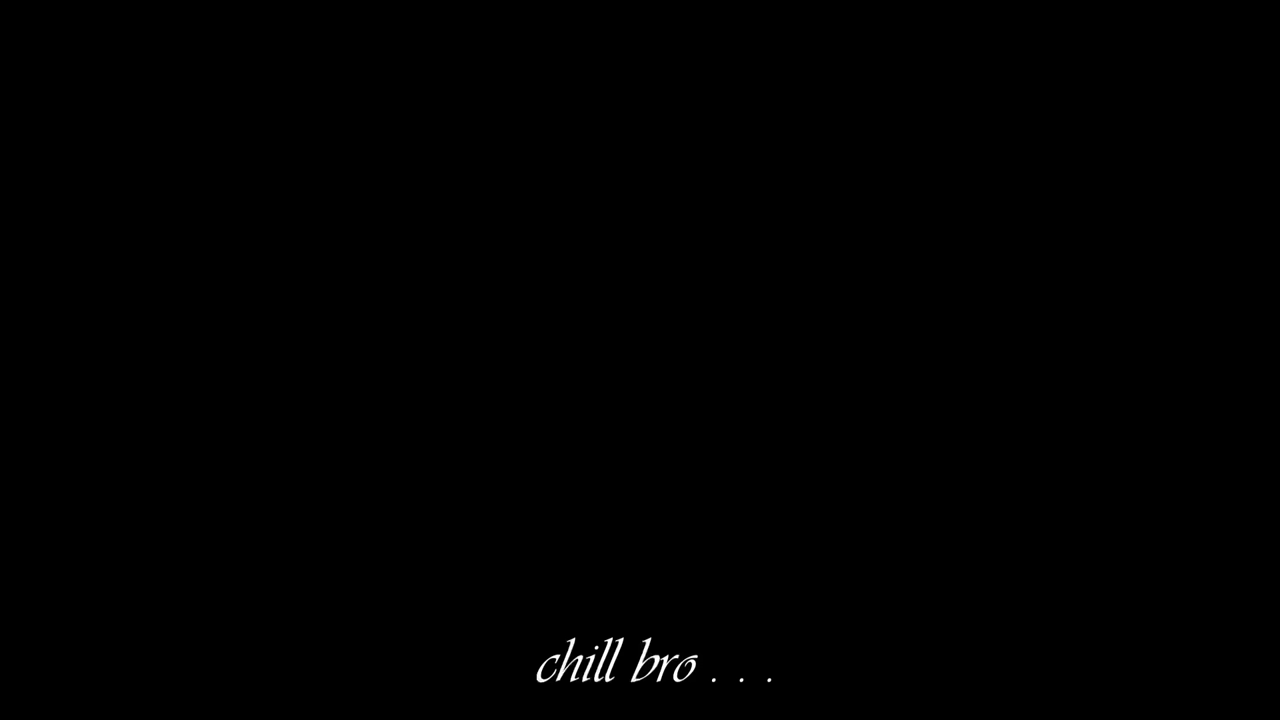 chill bro . . .